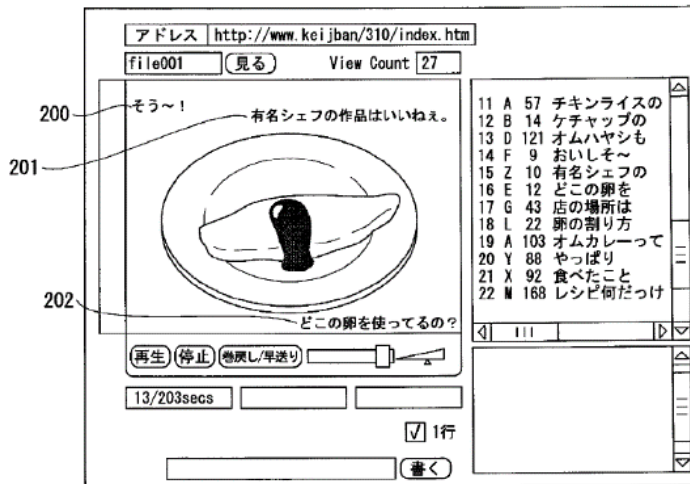 アドレス http://www.keijban/310/index.htm
file001 見る View Count 27
200 そう～!
有名シェフの作品はいいねぇ。
201
202
どこの卵を使ってるの?
再生 停止 巻戻し/早送り
13/203secs
√ 1行
書く
11 A 57 チキンライスの
12 B 14 ケチャップの
13 D 121 オムハヤシも
14 F 9 おいしそ～
15 Z 10 有名シェフの
16 E 12 どこの卵を
17 G 43 店の場所は
18 L 22 卵の割り方
19 A 103 オムカレーって
20 Y 88 やっぱり
21 X 92 食べたこと
22 M 168 レシピ何だっけ